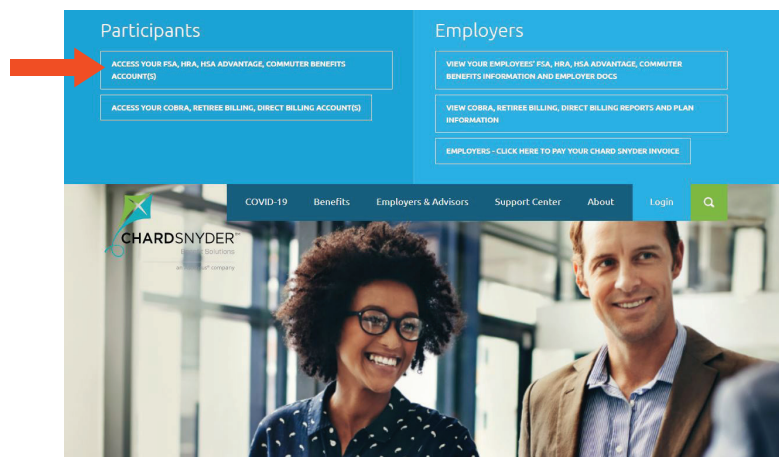 Participants
ACCESS YOUR FSA, HRA, HSA ADVANTAGE, COMMUTER BENEFITS
ACCOUNT(S)
ACCESS YOUR COBRA, RETIREE BILLING, DIRECT BILLING ACCOUNT(S)
Employers
VIEW YOUR EMPLOYEES' FSA, HRA, HSA ADVANTAGE, COMMUTER
BENEFITS INFORMATION AND EMPLOYER DOCS
VIEW COBRA, RETIREE BILLING, DIRECT BILLING REPORTS AND PLAN
INFORMATION
EMPLOYERS - CLICK HERE TO PAY YOUR CHARD SNYDER INVOICE
COVID-19 Benefits Employers & Advisors Support Center About Login
CHARDSNYDER
Solutions
company